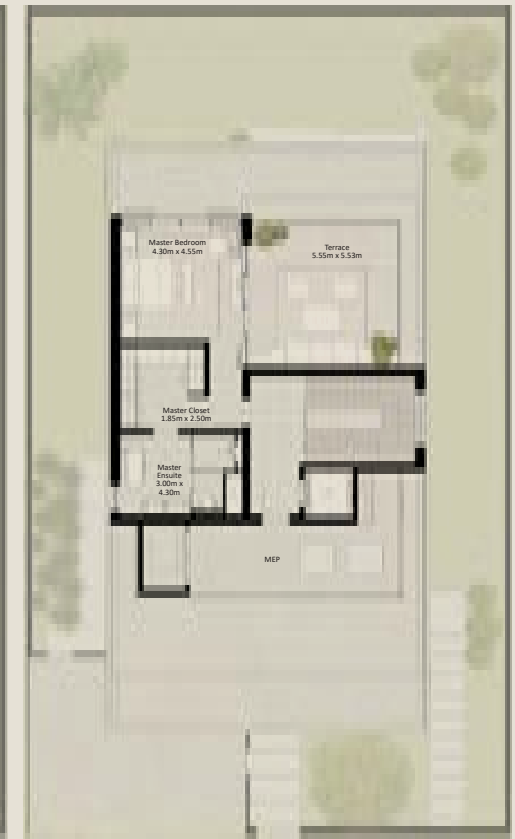 Master Bedroom
4.30m x 4.55m
Terrace
5.55m x 5.53m
Master Closet
1.85m x 2.50m
Master
Ensuite
3.00m x
4.30m
MEP